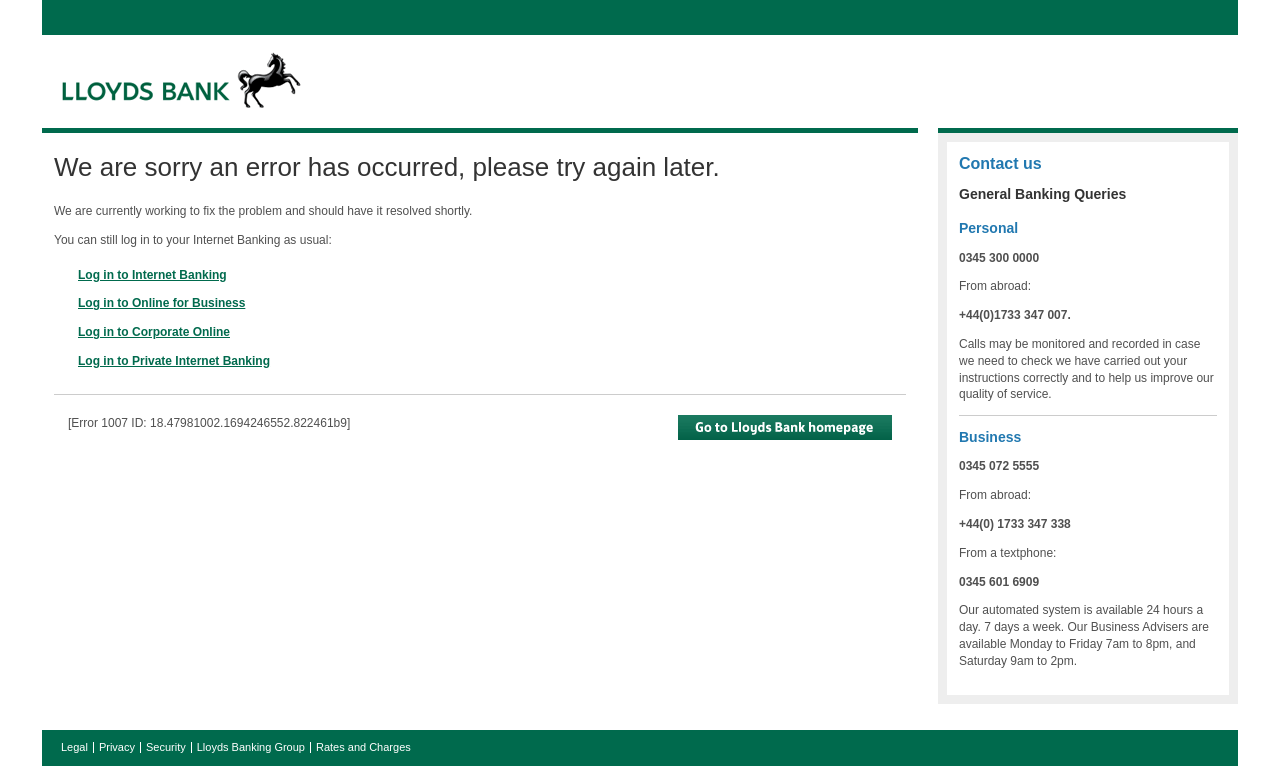 LLOYDS BANK
We are sorry an error has occurred, please try again later.
We are currently working to fix the problem and should have it resolved shortly.
You can still log in to your Internet Banking as usual:
Log in to Internet Banking
Log in to Online for Business
Log in to Corporate Online
Log in to Private Internet Banking
[Error 1007 ID: 18.47981002.1694246552.822461b9]
Go to Lloyds Bank homepage
Contact us
General Banking Queries
Personal
0345 300 0000
From abroad:
+44(0)1733 347 007.
Calls may be monitored and recorded in case
we need to check we have carried out your
instructions correctly and to help us improve our
quality of service.
Business
0345 072 5555
From abroad:
+44(0) 1733 347 338
From a textphone:
0345 601 6909
Our automated system is available 24 hours a
day. 7 days a week. Our Business Advisers are
available Monday to Friday 7am to 8pm, and
Saturday 9am to 2pm.
Legal | Privacy | Security | Lloyds Banking Group | Rates and Charges